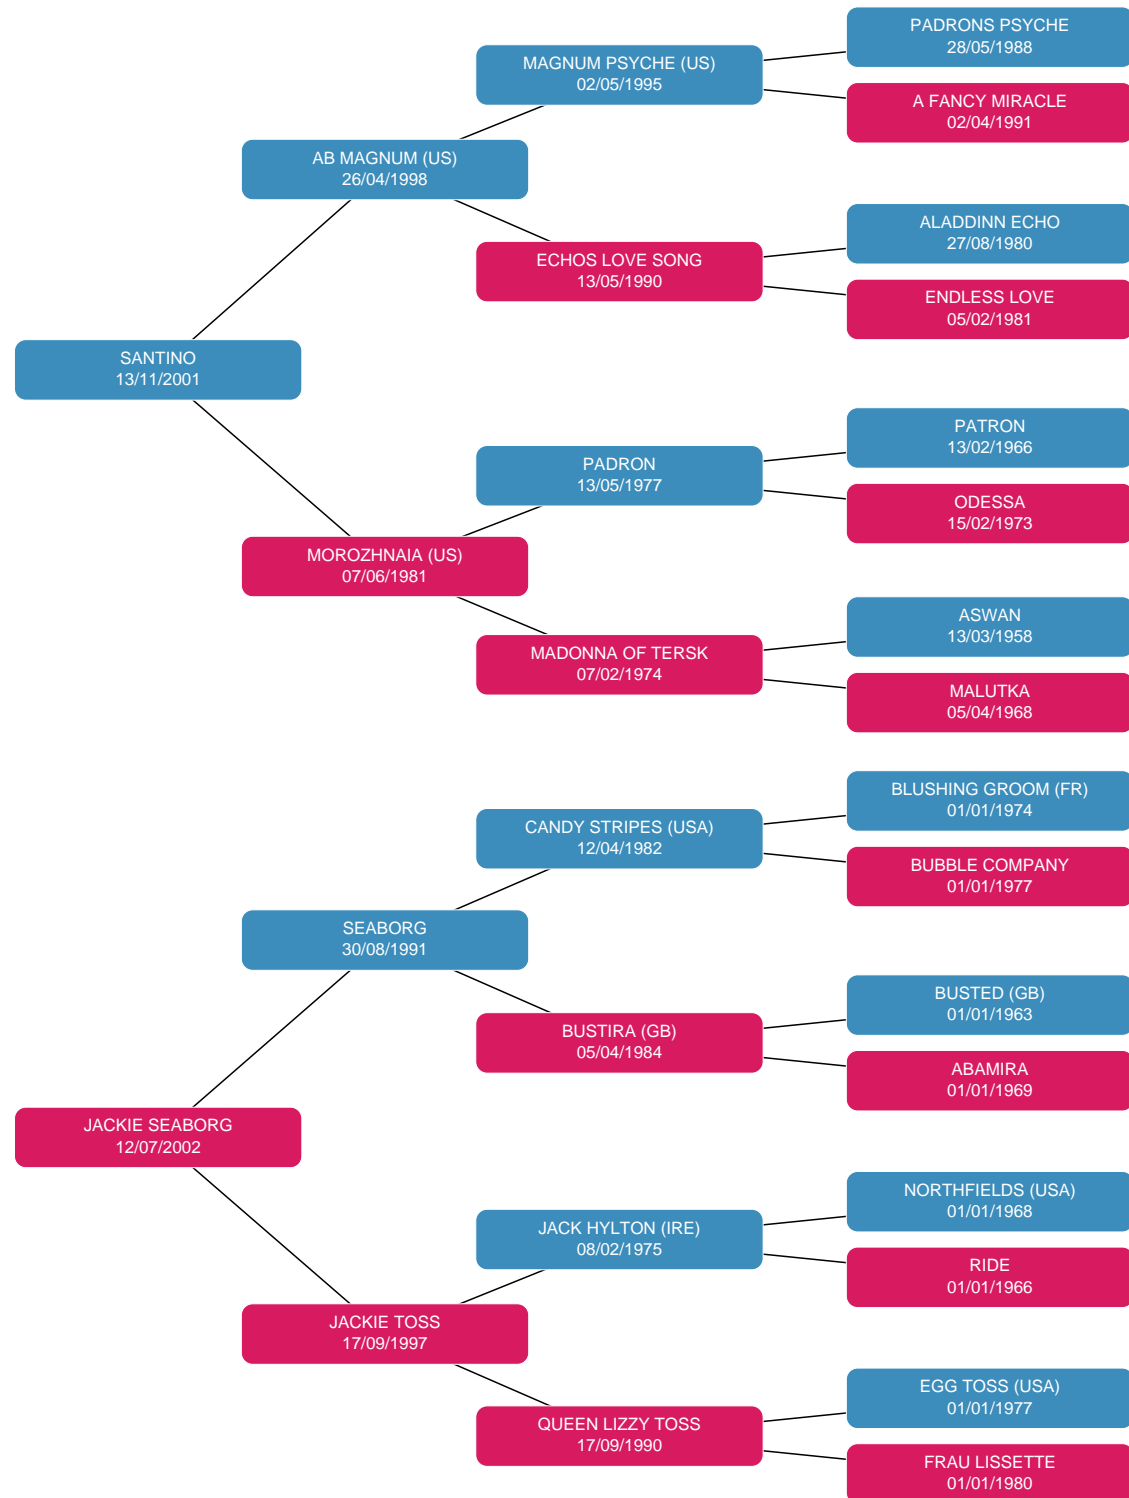 PADRONS PSYCHE
28/05/1988
MAGNUM PSYCHE (US)
02/05/1995
A FANCY MIRACLE
02/04/1991
AB MAGNUM (US)
26/04/1998
ALADDINN ECHO
27/08/1980
ECHOS LOVE SONG
13/05/1990
ENDLESS LOVE
05/02/1981
SANTINO
13/11/2001
PATRON
13/02/1966
PADRON
13/05/1977
ODESSA
15/02/1973
MOROZHNAIA (US)
07/06/1981
ASWAN
13/03/1958
MADONNA OF TERSK
07/02/1974
MALUTKA
05/04/1968
BLUSHING GROOM (FR)
01/01/1974
CANDY STRIPES (USA)
12/04/1982
BUBBLE COMPANY
01/01/1977
SEABORG
30/08/1991
BUSTED (GB)
01/01/1963
BUSTIRA (GB)
05/04/1984
ABAMIRA
01/01/1969
JACKIE SEABORG
12/07/2002
NORTHFIELDS (USA)
01/01/1968
JACK HYLTON (IRE)
08/02/1975
RIDE
01/01/1966
JACKIE TOSS
17/09/1997
EGG TOSS (USA)
01/01/1977
QUEEN LIZZY TOSS
17/09/1990
FRAU LISSETTE
01/01/1980